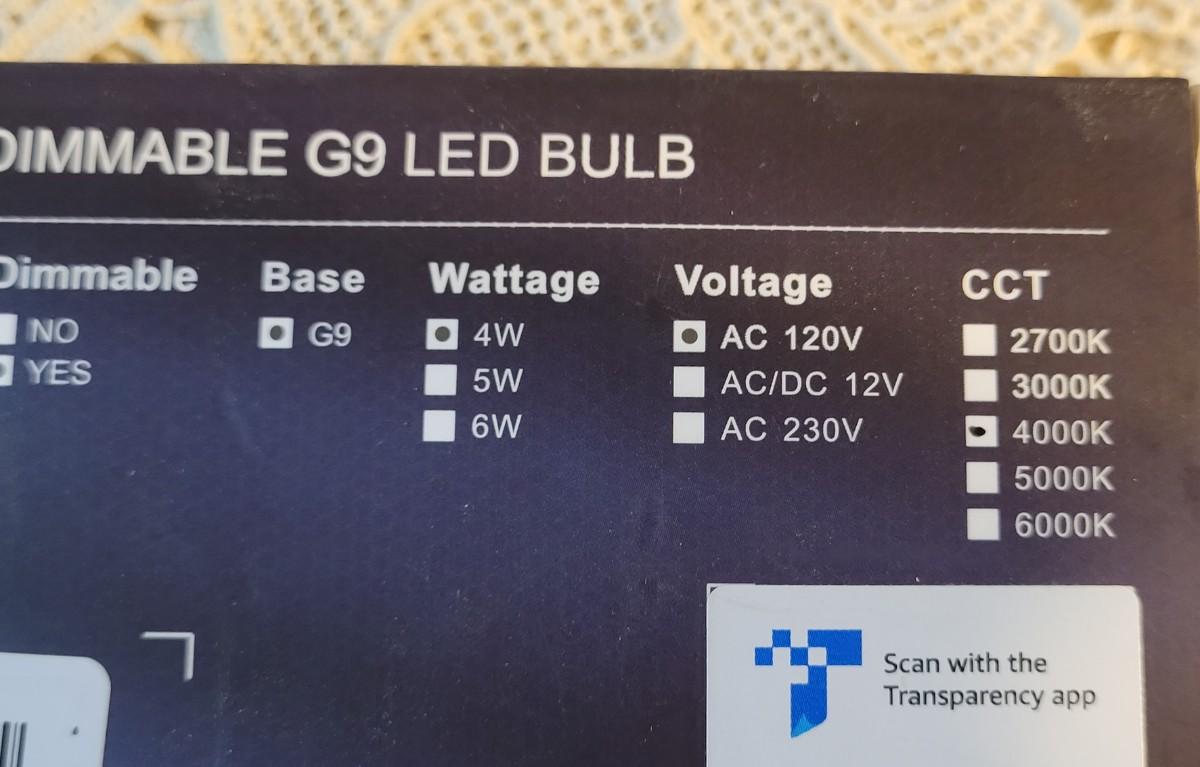 DIMMABLE G9 LED BULB
Dimmable Base Wattage Voltage CCT
NO G9 4W AC 120V 2700K
YES 5W AC/DC 12V 3000K
6W AC 230V 4000K
5000K
6000K
Scan with the
Transparency app